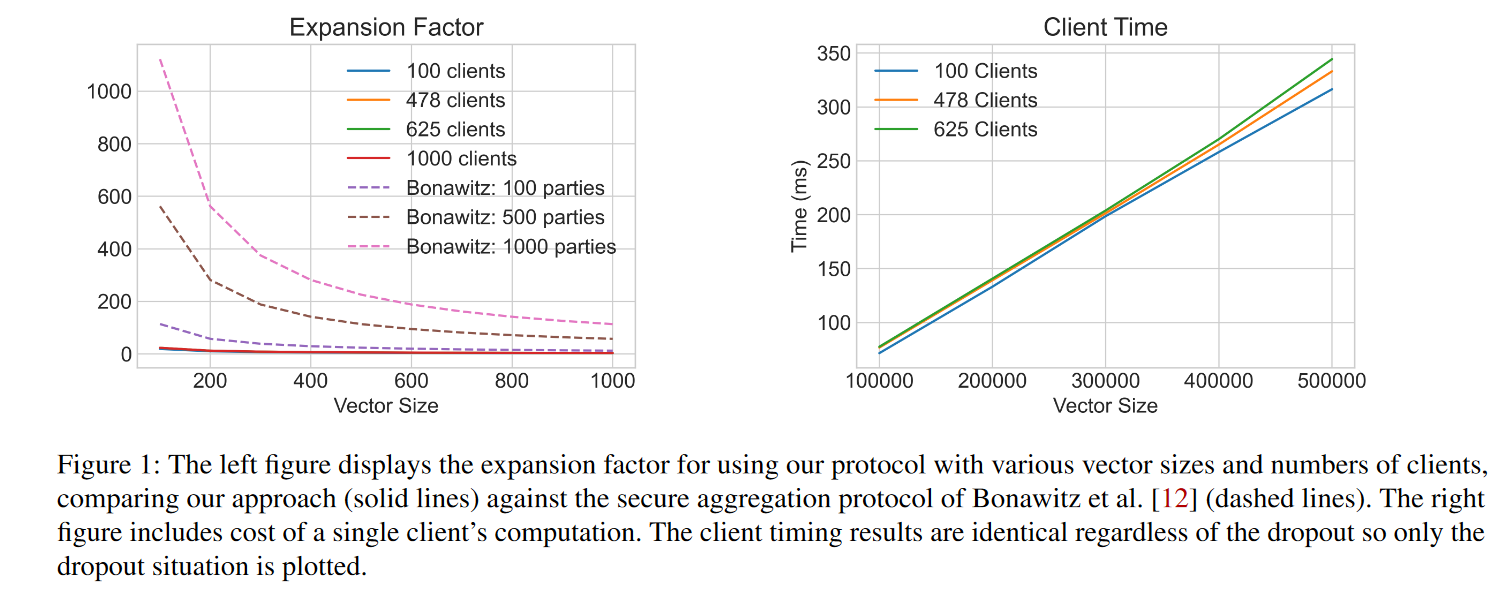 Expansion Factor
1000
800
600
400
200
0
200 400 600 800 1000
Vector Size
100 clients
478 clients
625 clients
1000 clients
Bonawitz: 100 parties
Bonawitz: 500 parties
Bonawitz: 1000 parties
Client Time
350
300
250
200
150
100
Time (ms)
100000 200000 300000 400000 500000
Vector Size
100 Clients
478 Clients
625 Clients
Figure 1: The left figure displays the expansion factor for using our protocol with various vector sizes and numbers of clients,
comparing our approach (solid lines) against the secure aggregation protocol of Bonawitz et al. [12] (dashed lines). The right
figure includes cost of a single client’s computation. The client timing results are identical regardless of the dropout so only the
dropout situation is plotted.